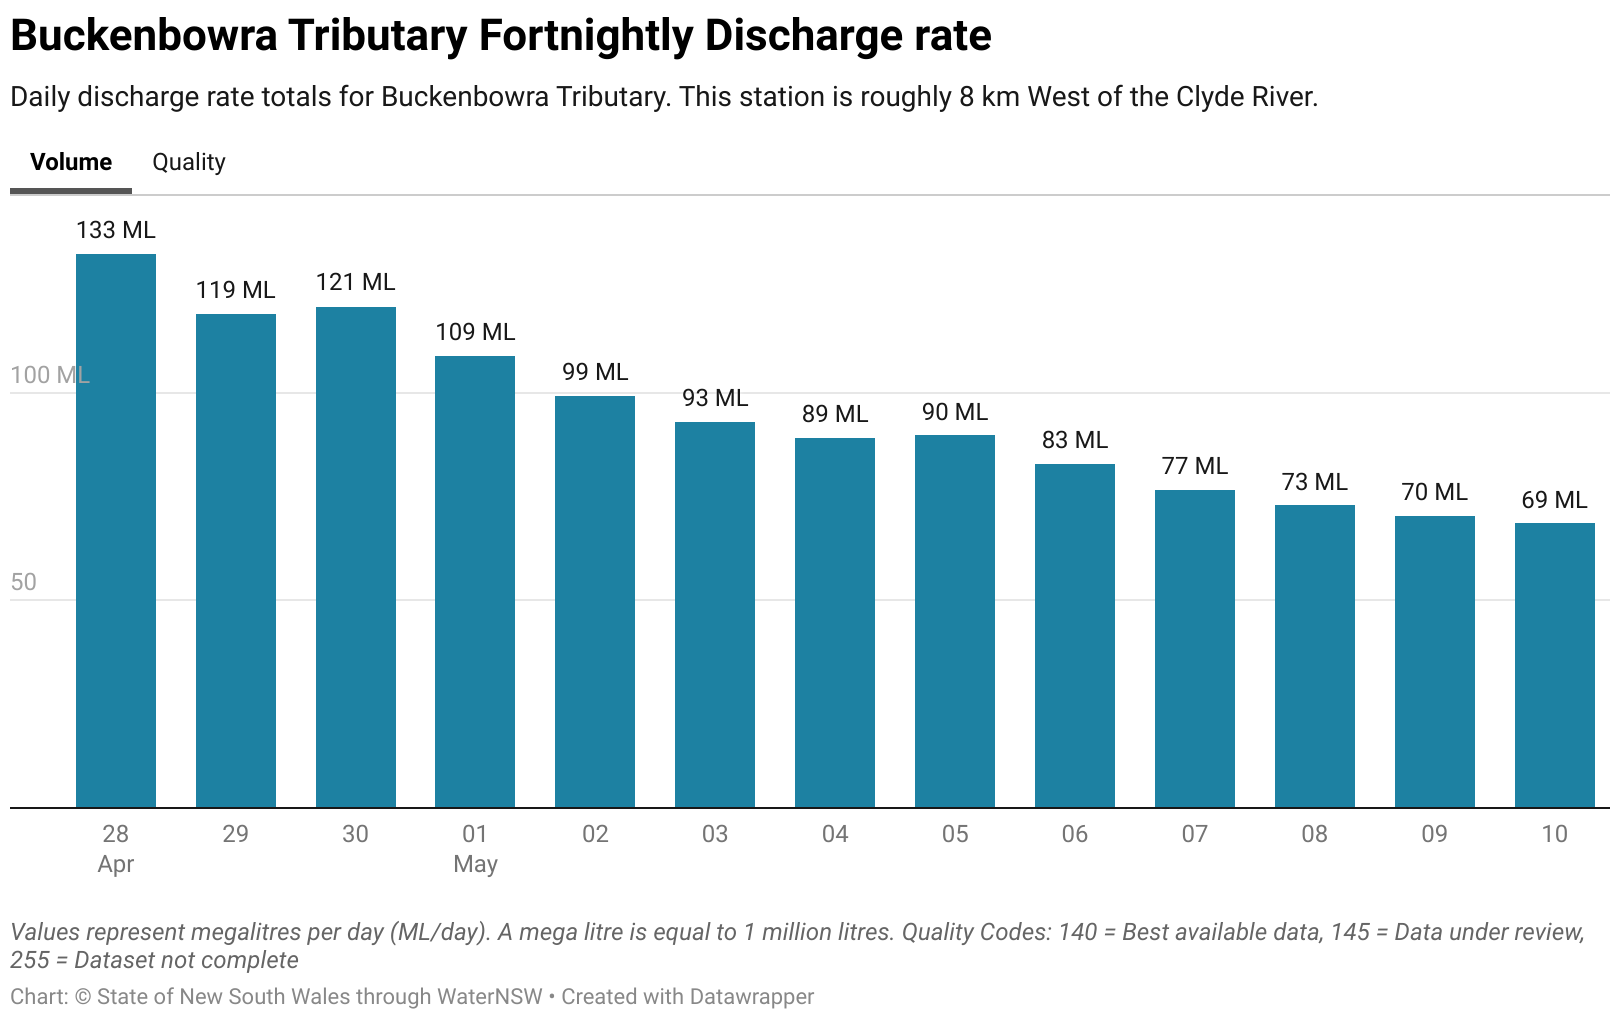 Buckenbowra Tributary Fortnightly Discharge rate
Daily discharge rate totals for Buckenbowra Tributary. This station is roughly 8 km West of the Clyde River.
Volume Quality
133 ML
119 ML
121 ML
109 ML
99 ML
93 ML
89 ML
90 ML
83 ML
77 ML
73 ML
70 ML
69 ML
100 ML
50
28 29 30 01 02 03 04 05 06 07 08 09 10
Apr May
Values represent megalitres per day (ML/day). A mega litre is equal to 1 million litres. Quality Codes: 140 = Best available data, 145 = Data under review,
255 = Dataset not complete
Chart: © State of New South Wales through WaterNSW • Created with Datawrapper